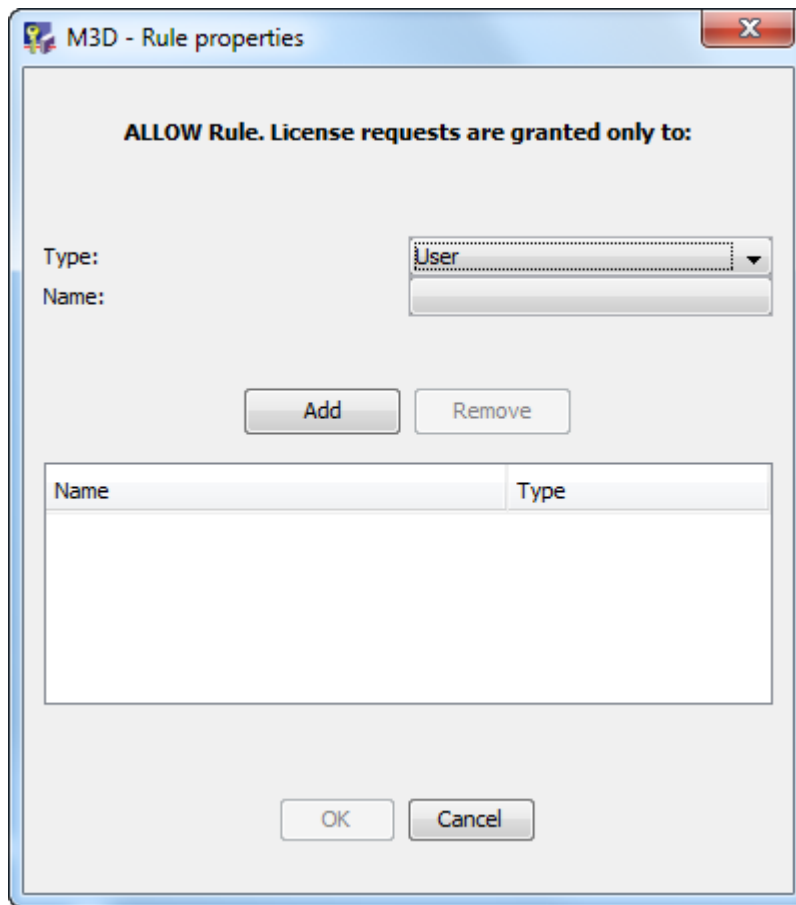 M3D - Rule properties
ALLOW Rule. License requests are granted only to:
Type: User
Name:
Add Remove
Name Type
OK Cancel